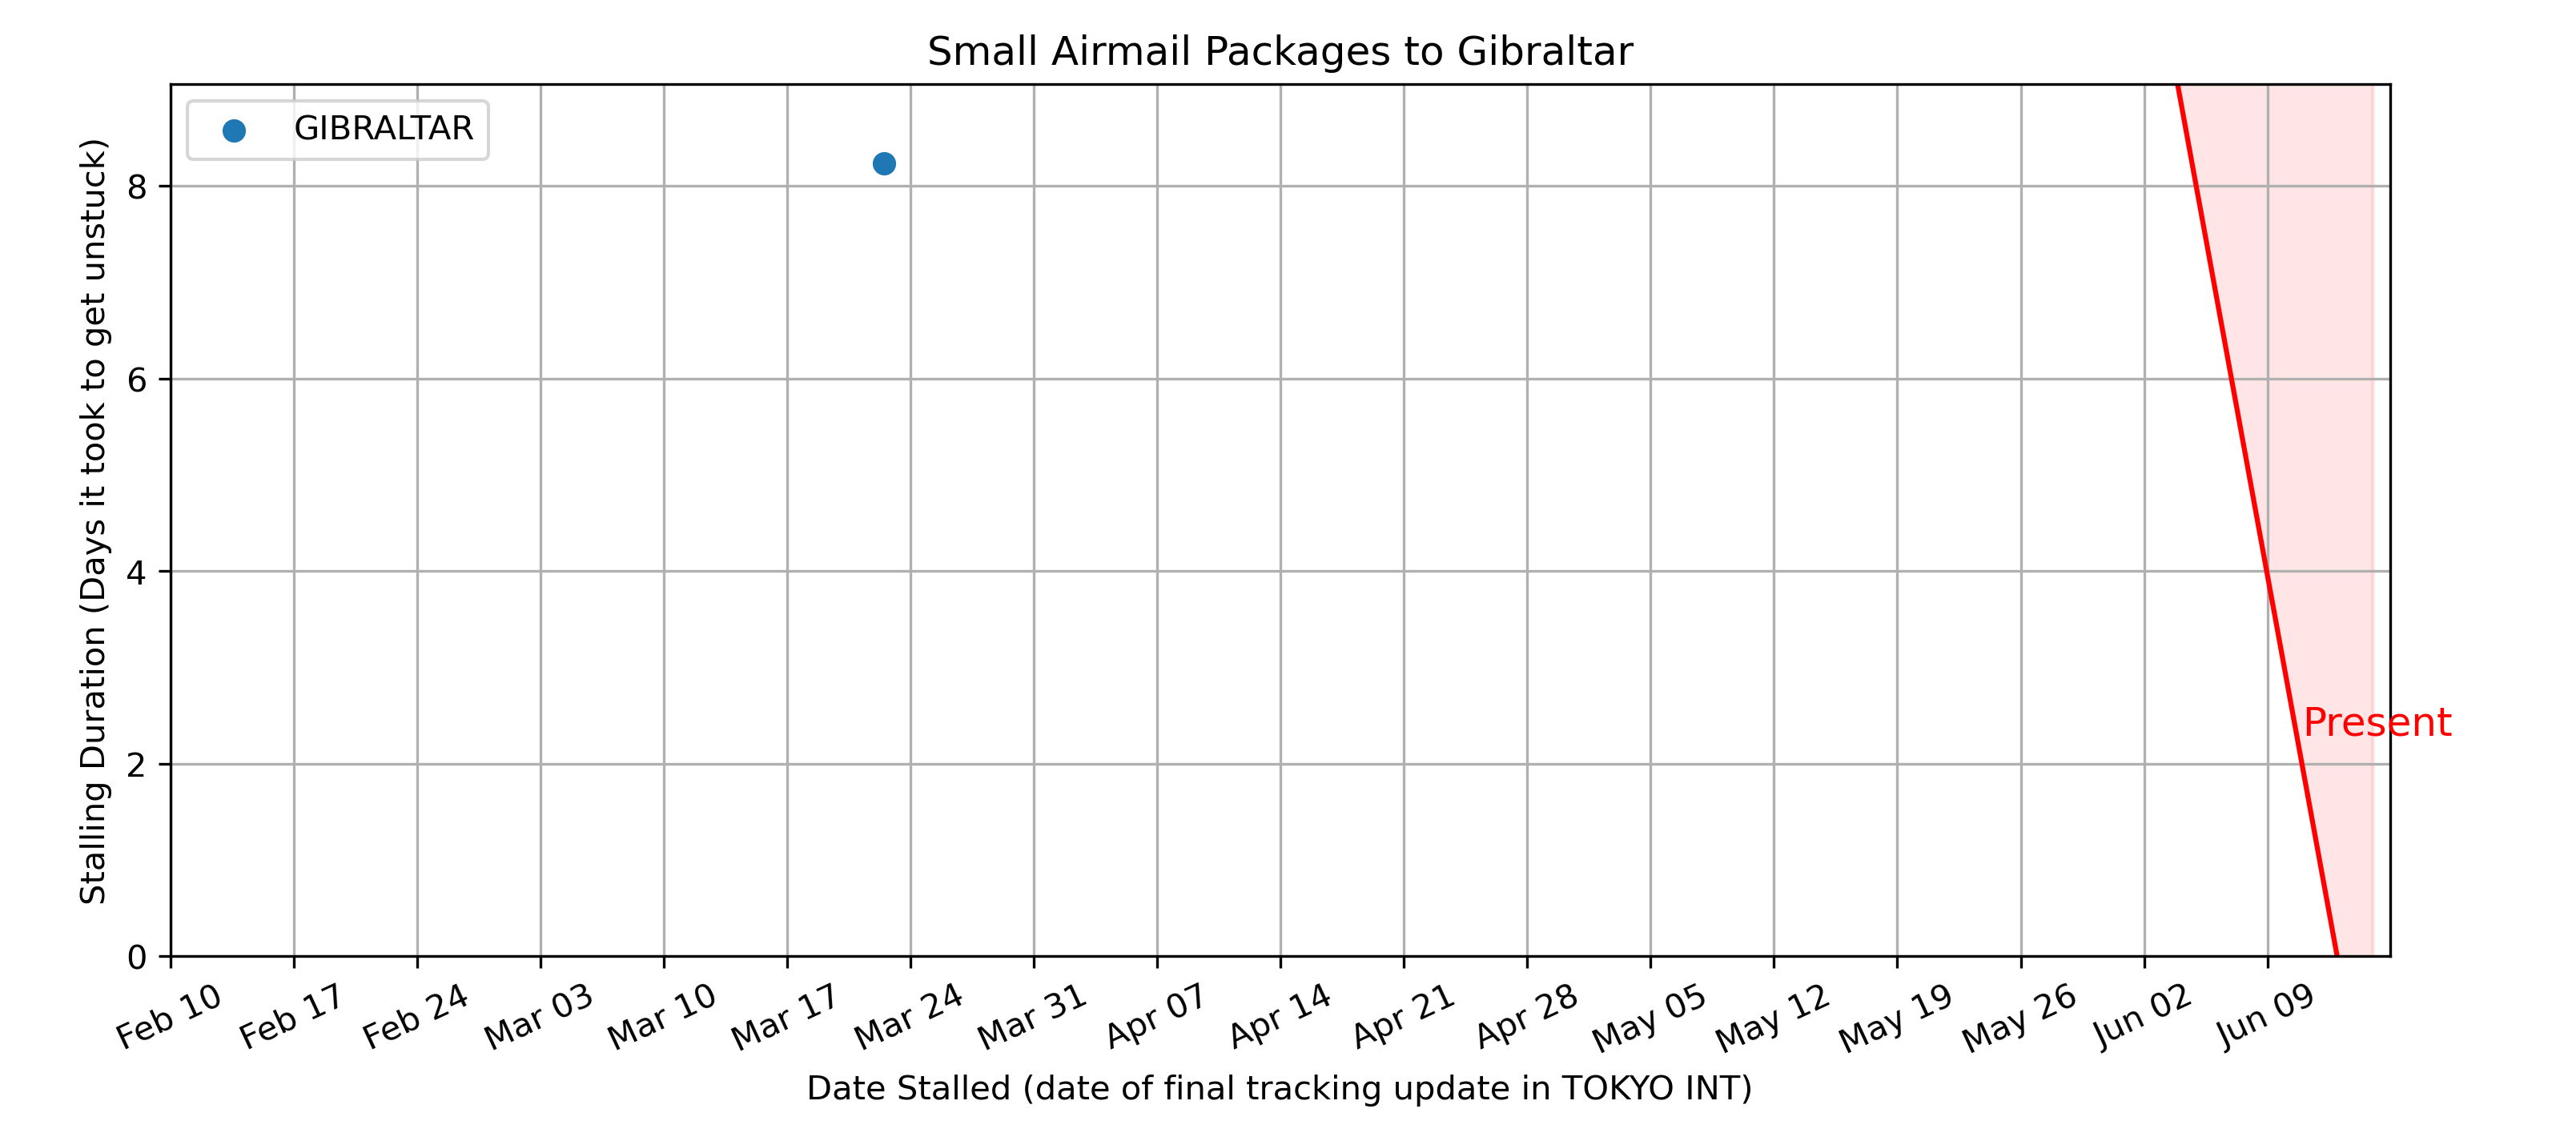 Small Airmail Packages to Gibraltar
GIBRALTAR
Stalling Duration (Days it took to get unstuck)
8
6
4
2
0
Present
Feb 10
Feb 17
Feb 24
Mar 03
Mar 10
Mar 17
Mar 24
Mar 31
Apr 07
Apr 14
Apr 21
Apr 28
May 05
May 12
May 19
May 26
Jun 02
Jun 09
Date Stalled (date of final tracking update in TOKYO INT)